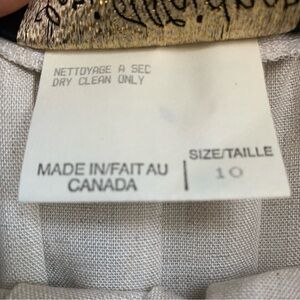 NETTOYAGE A SEC
DRY CLEAN ONLY
SIZE/TAILLE
MADE IN/FAIT AU
CANADA
10